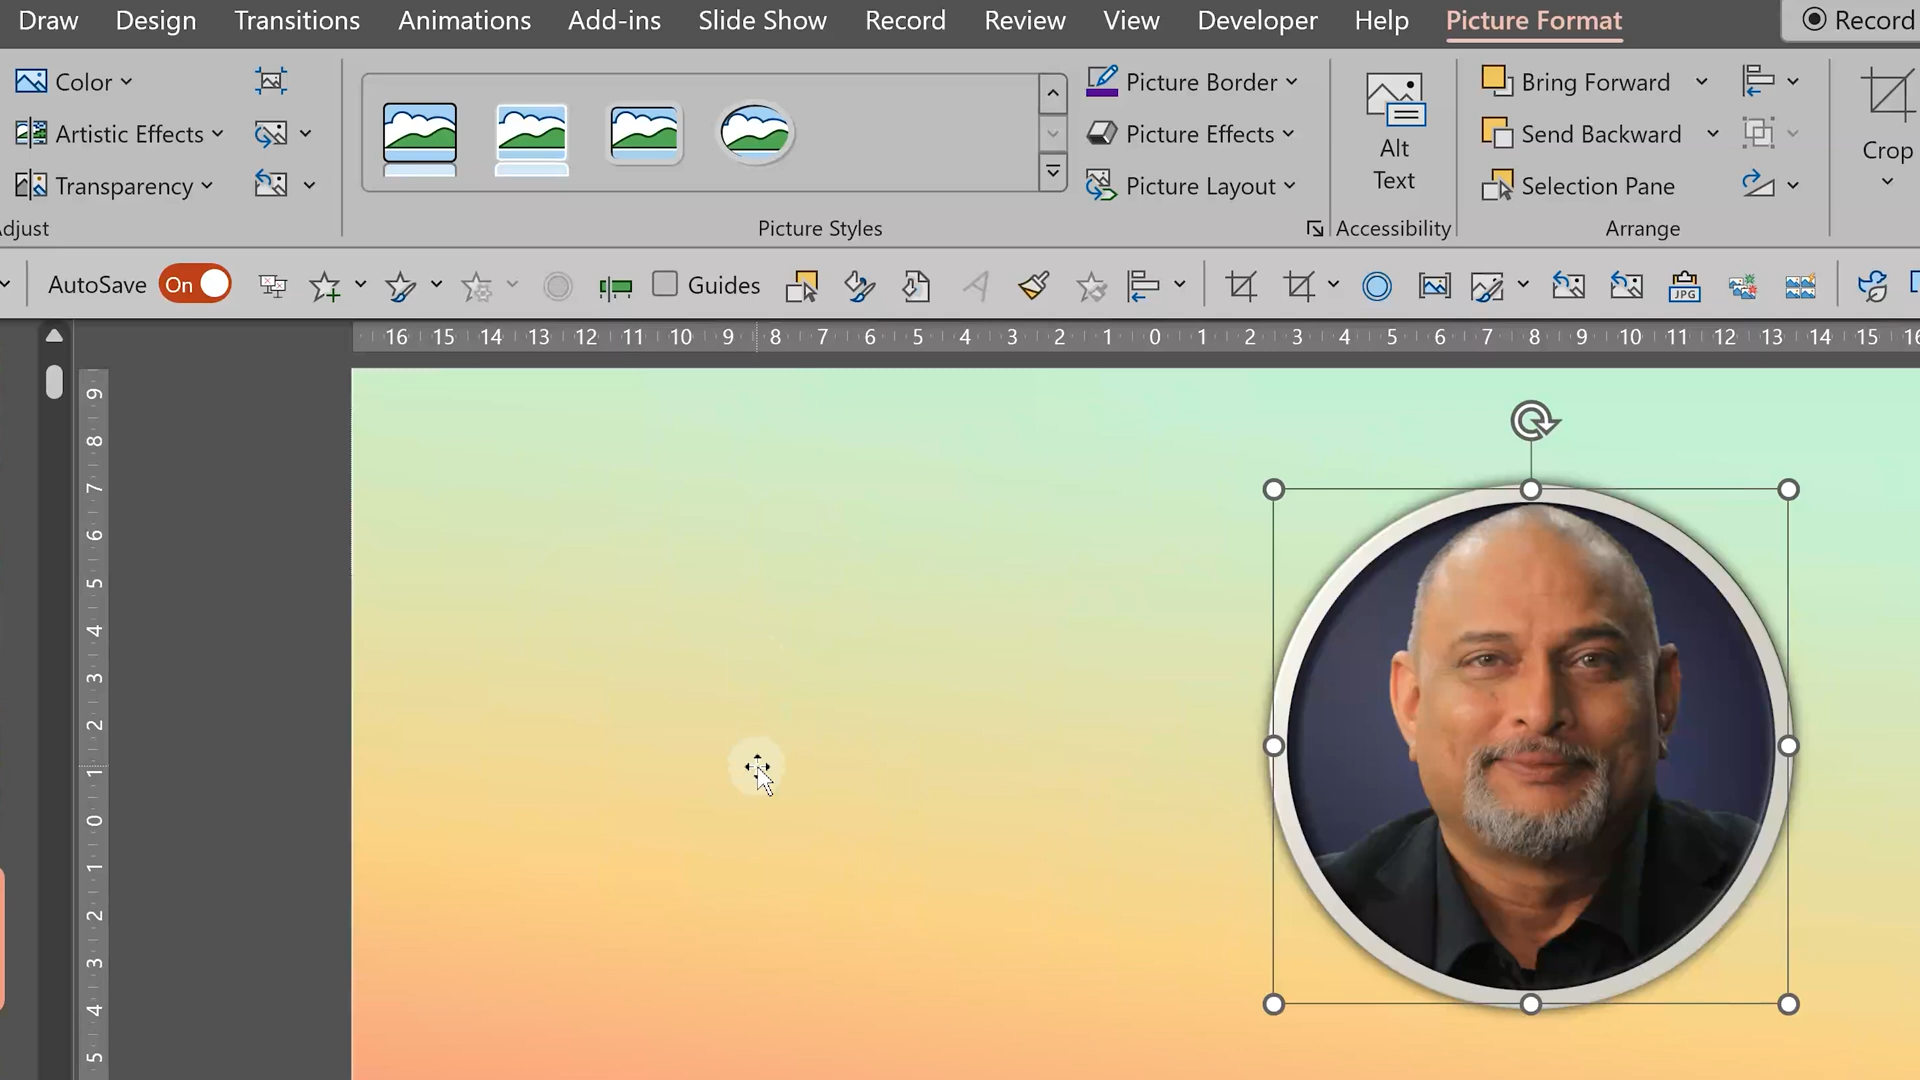 Draw Design Transitions Animations Add-ins Slide Show Record Review View Developer Help Picture Format Record
Color
Artistic Effects
Transparency
Picture Border
Picture Effects
Picture Layout
Alt
Text
Bring Forward
Send Backward
Selection Pane
Crop
djust Picture Styles Accessibility Arrange
AutoSave On Guides JPG
16 15 14 13 12 11 10 9 8 7 6 5 4 3 2 1 0 1 2 3 4 5 6 7 8 9 10 11 12 13 14 15 16
9
8
7
6
5
4
3
2
1
0
1
2
3
4
5